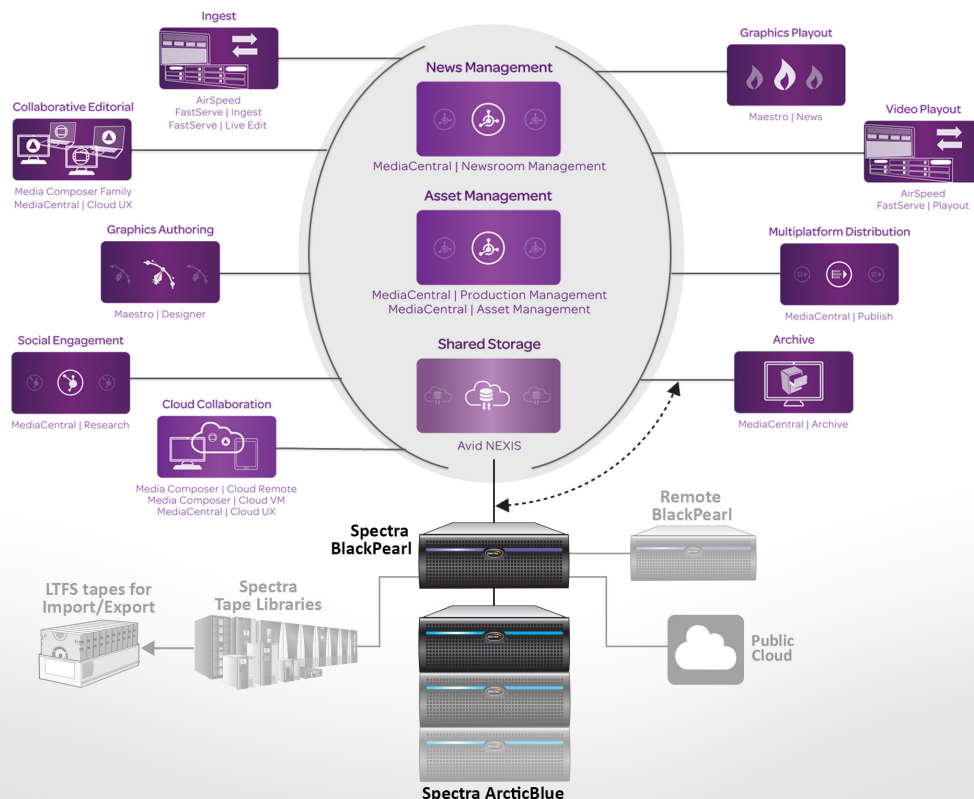 Ingest
AirSpeed
FastServe | Ingest
FastServe | Live Edit
Collaborative Editorial
Media Composer Family
MediaCentral | Cloud UX
Graphics Authoring
Maestro | Designer
Social Engagement
MediaCentral | Research
Cloud Collaboration
Media Composer | Cloud Remote
Media Composer | Cloud VM
MediaCentral | Cloud UX
News Management
MediaCentral | Newsroom Management
Asset Management
MediaCentral | Production Management
MediaCentral | Asset Management
Shared Storage
Avid NEXIS
Graphics Playout
Maestro | News
Video Playout
AirSpeed
FastServe | Playout
Multiplatform Distribution
MediaCentral | Publish
Archive
MediaCentral | Archive
Spectra
BlackPearl
Remote
BlackPearl
LTFS tapes for
Import/Export
Spectra
Tape Libraries
Public
Cloud
Spectra ArcticBlue